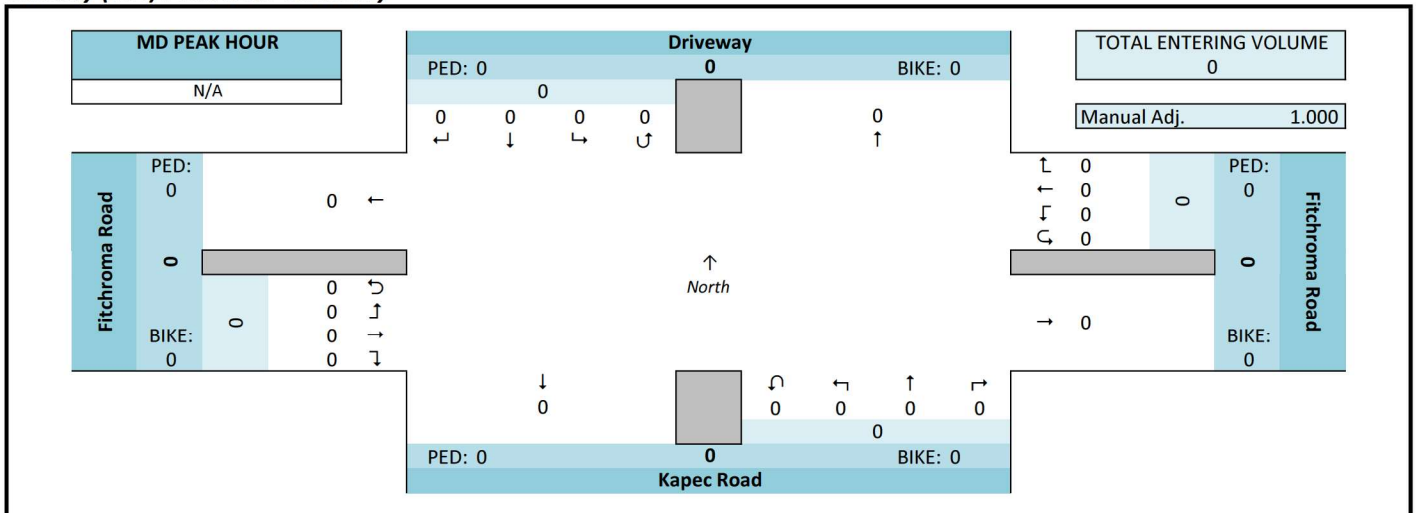 MD PEAK HOUR
N/A
Driveway
PED: 0 0 BIKE: 0
0
0 0 0 0
0
TOTAL ENTERING VOLUME
0
Manual Adj. 1.000
Fitchroma Road
PED:
0
0
BIKE:
0
0
0 ←
0
0
0
0
↑
North
0
0
0
0
0
0
PED:
0
0
BIKE:
0
Fitchroma Road
0
0
0 0 0 0
0
PED: 0 0 BIKE: 0
Kapec Road